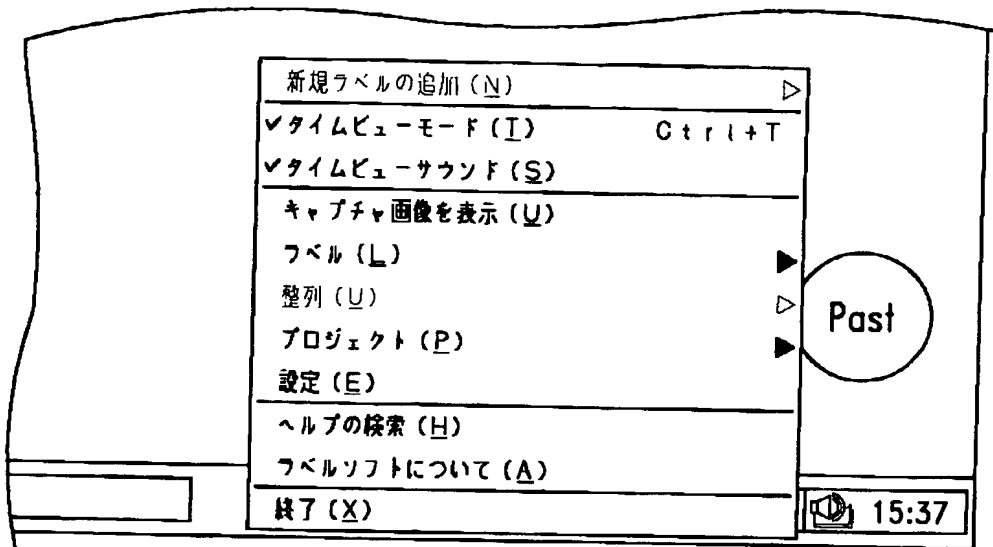 新規ラベルの追加(N)
✓タイムビューモード(T) Ctrl+T
✓タイムビューサウンド(S)
キャプチャ画像を表示(U)
ラベル(L)
整列(U)
プロジェクト(P)
設定(E)
ヘルプの検索(H)
ラベルソフトについて(A)
終了(X)
Past
15:37